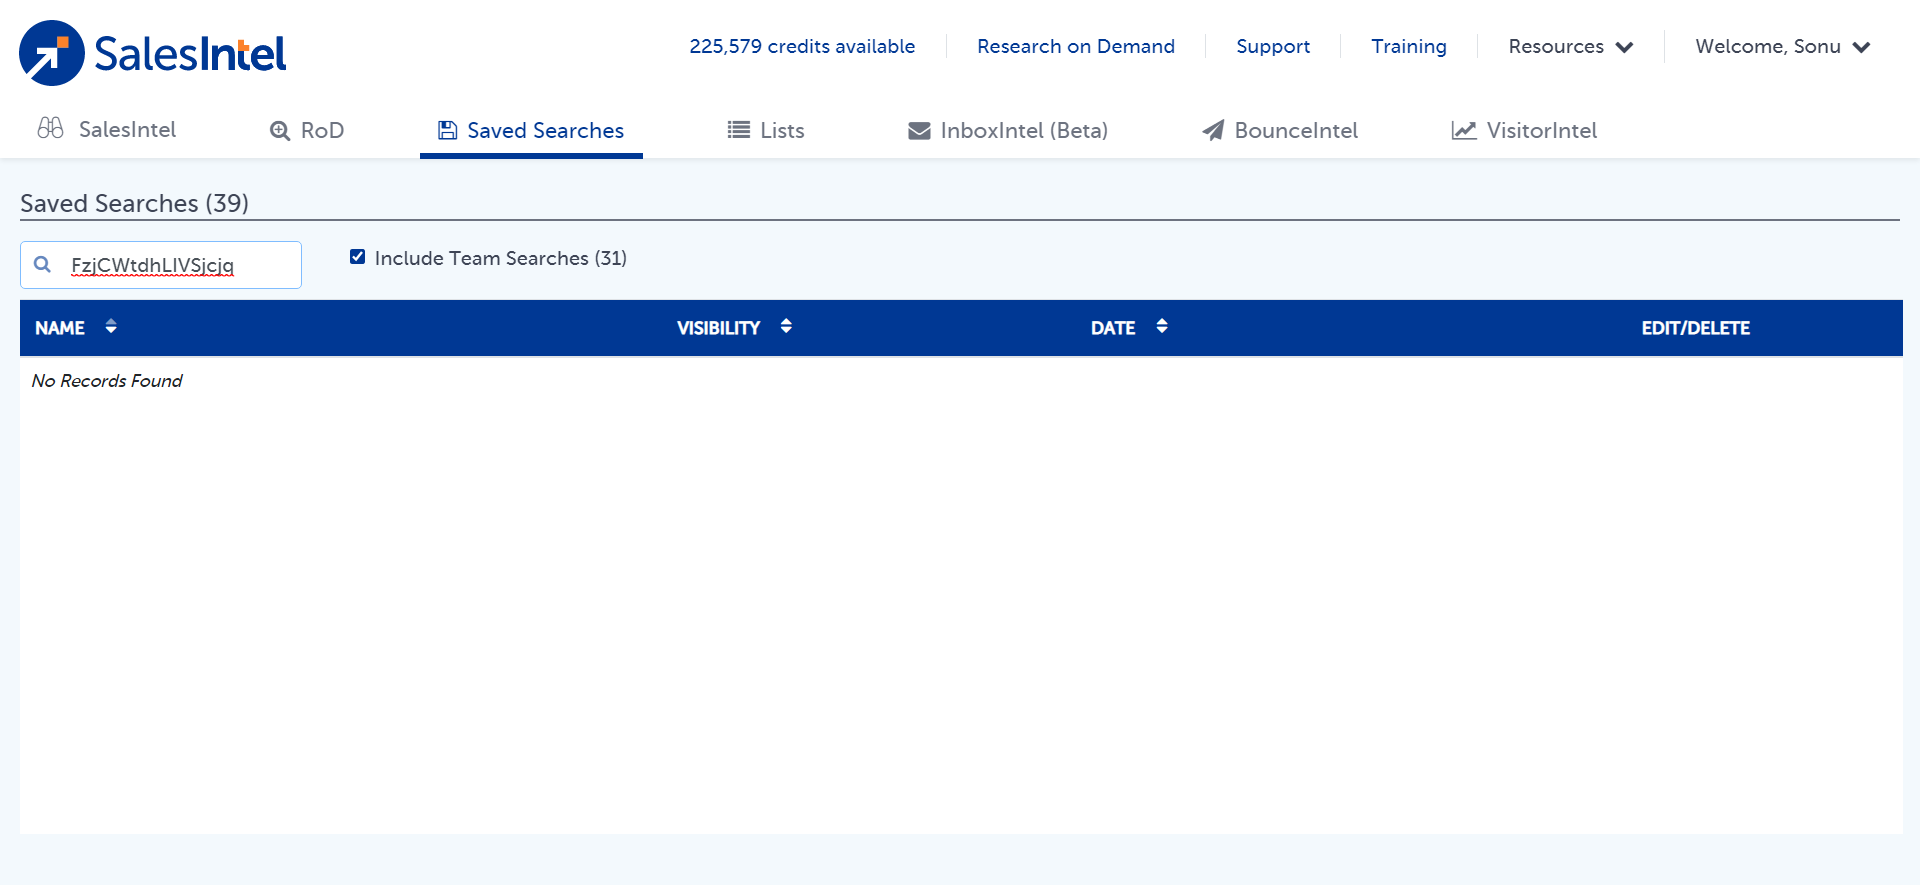 SalesIntel
225,579 credits available
Research on Demand
Support
Training
Resources
Welcome, Sonu
SalesIntel
RoD
Saved Searches
Lists
InboxIntel (Beta)
BounceIntel
VisitorIntel
Saved Searches (39)
FzjCWtdhLIVSjcjq
Include Team Searches (31)
NAME
VISIBILITY
DATE
EDIT/DELETE
No Records Found